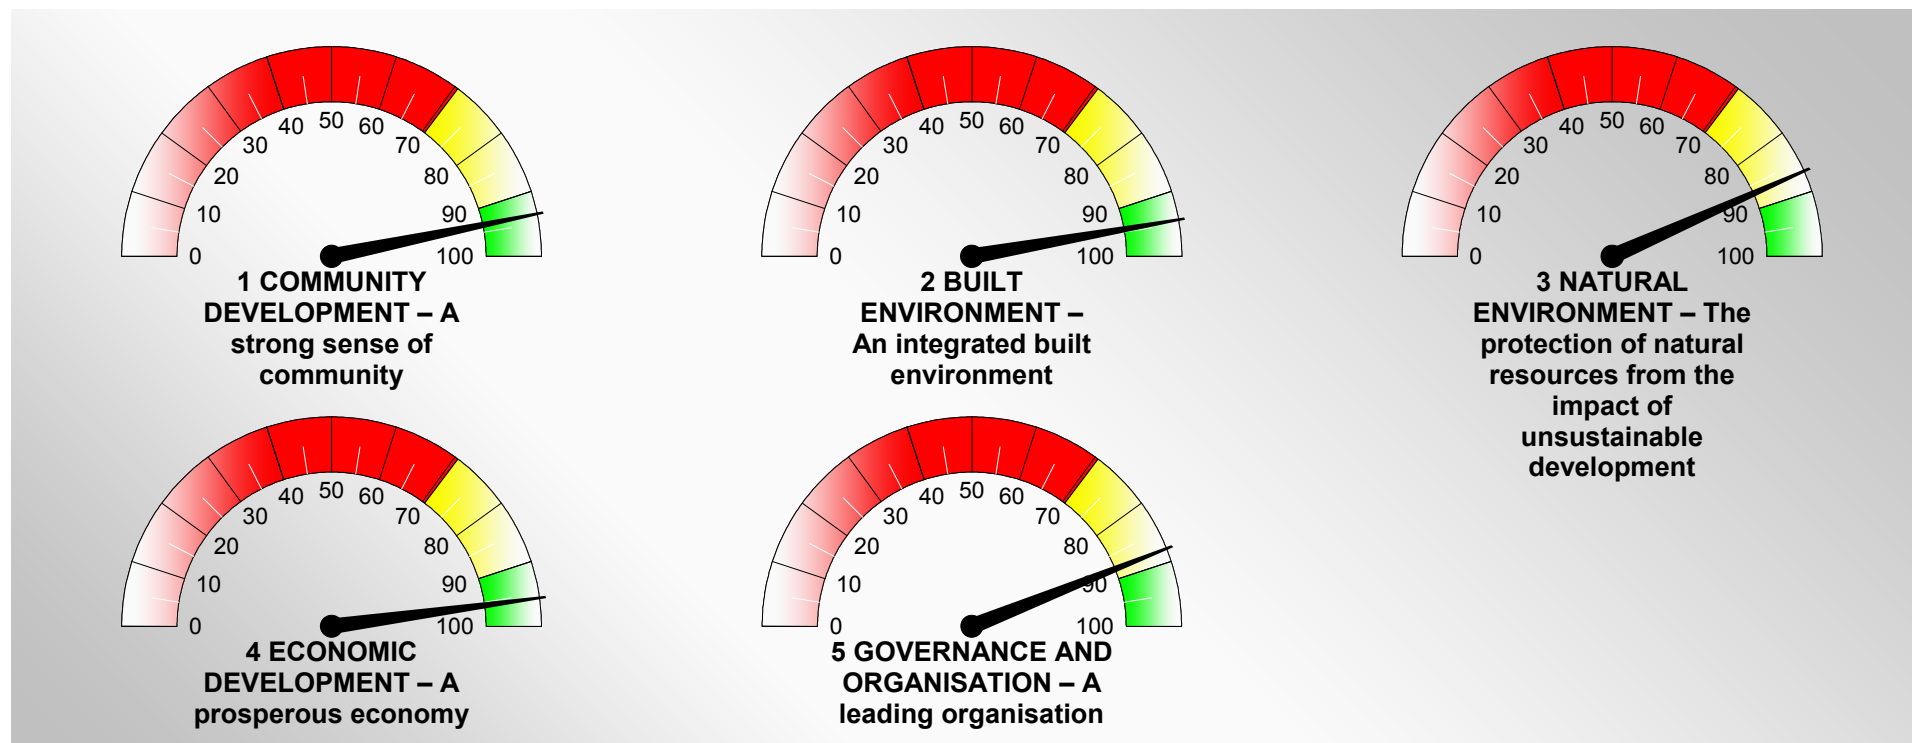 0 10 20 30 40 50 60 70 80 90 100
1 COMMUNITY
DEVELOPMENT – A
strong sense of
community
0 10 20 30 40 50 60 70 80 90 100
2 BUILT
ENVIRONMENT –
An integrated built
environment
0 10 20 30 40 50 60 70 80 90 100
3 NATURAL
ENVIRONMENT – The
protection of natural
resources from the
impact of
unsustainable
development
0 10 20 30 40 50 60 70 80 90 100
4 ECONOMIC
DEVELOPMENT – A
prosperous economy
0 10 20 30 40 50 60 70 80 90 100
5 GOVERNANCE AND
ORGANISATION – A
leading organisation